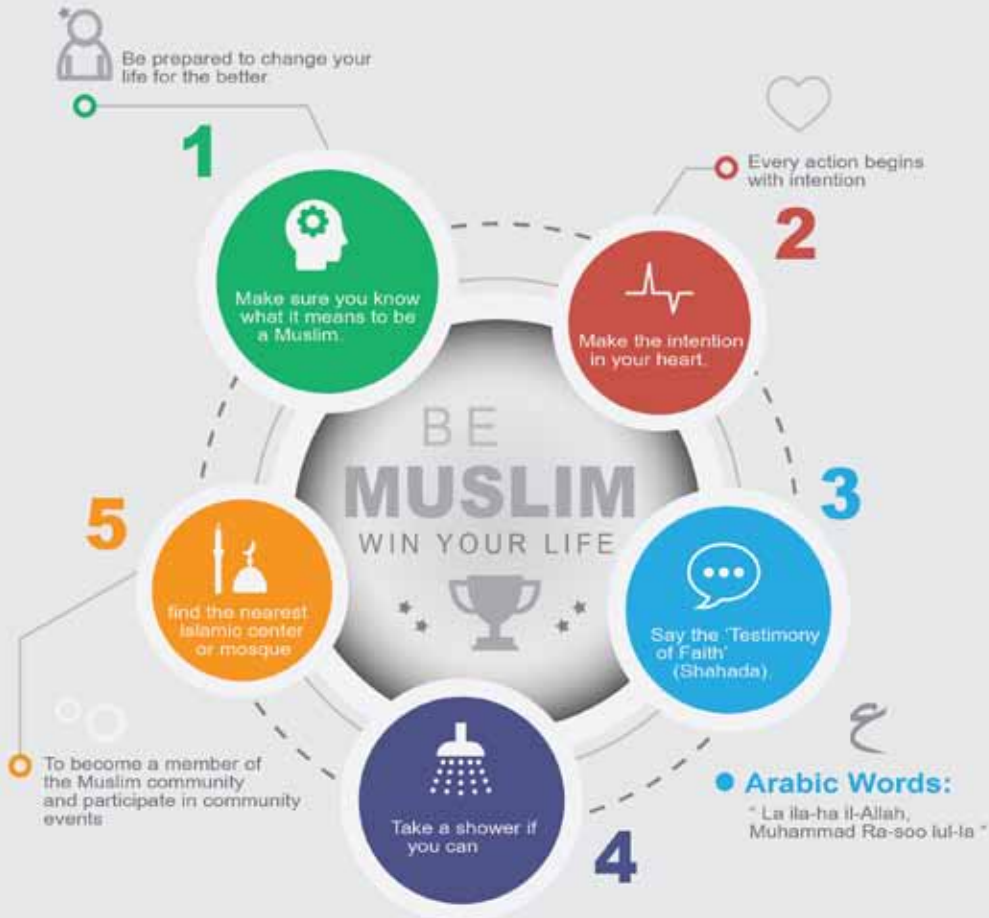 Be prepared to change your
life for the better
1
Make sure you know
what it means to be
a Muslim.
Every action begins
with intention
2
Make the intention
in your heart.
BE
MUSLIM
WIN YOUR LIFE
3
Say the 'Testimony
of Faith'
(Shahada).
ع
Arabic Words:
" La ila-ha il-Allah,
Muhammad Ra-soo lul-la "
4
Take a shower if
you can
5
find the nearest
Islamic center
or mosque
To become a member of
the Muslim community
and participate in community
events